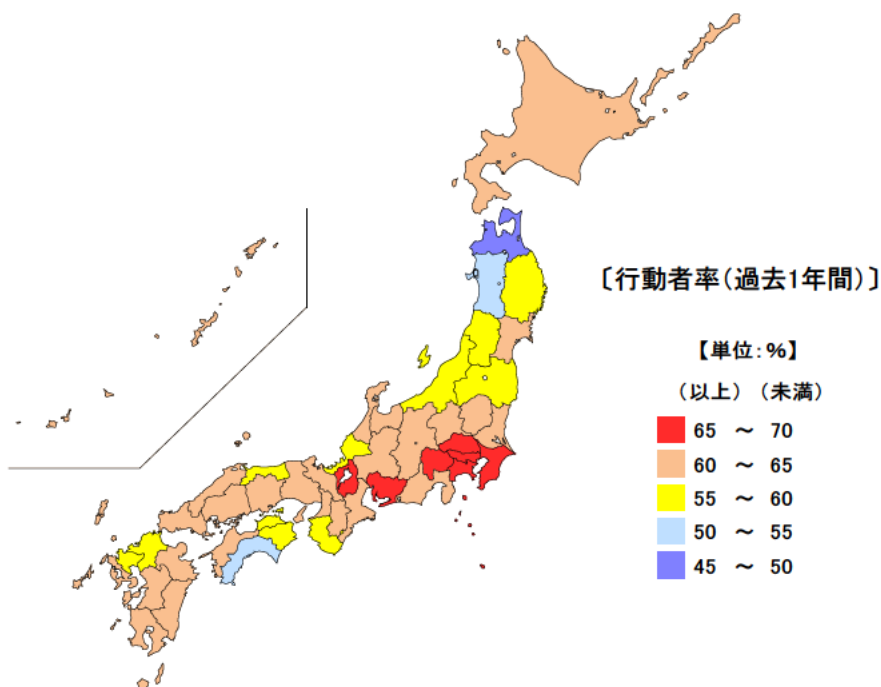 〔行動者率(過去1年間)〕
【単位:%】
(以上) (未満)
65 ～ 70
60 ～ 65
55 ～ 60
50 ～ 55
45 ～ 50